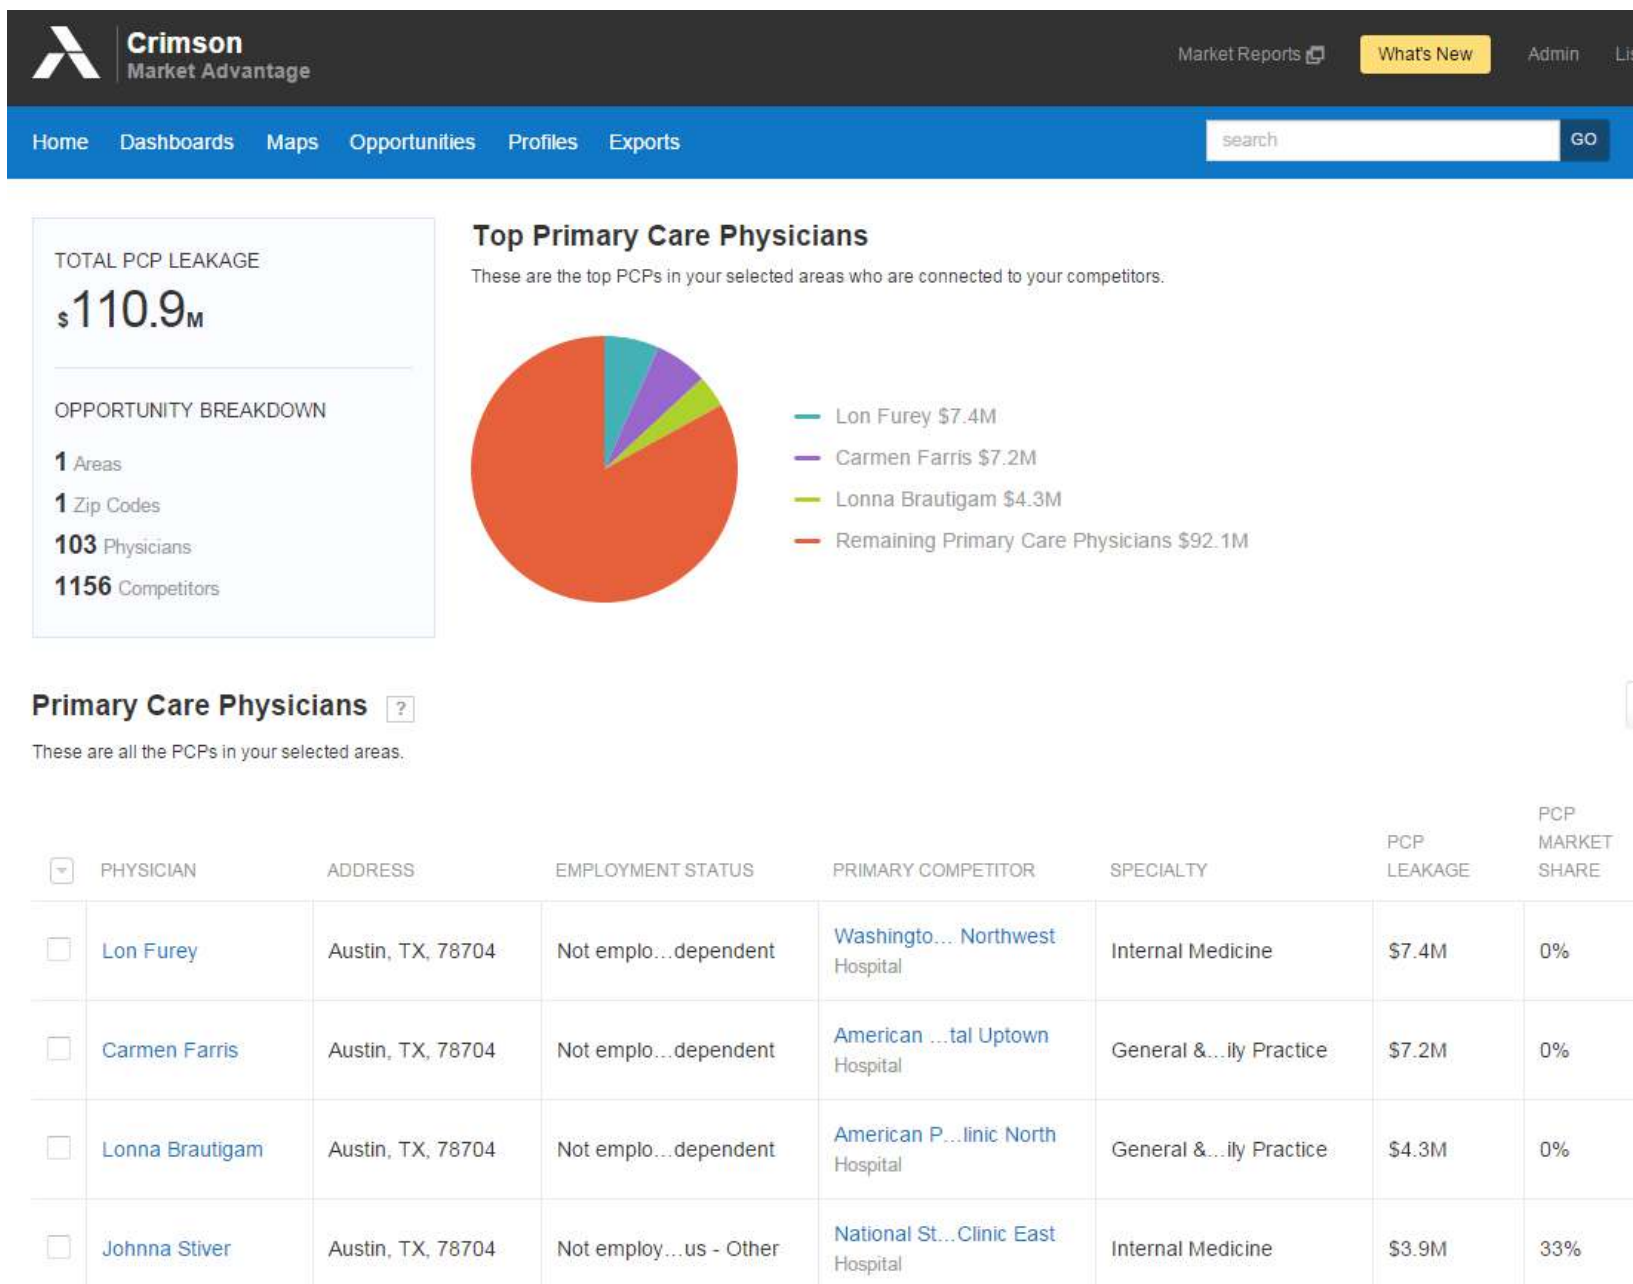 Crimson
Market Advantage
Market Reports
What's New
Admin
Home
Dashboards
Maps
Opportunities
Profiles
Exports
search
GO
TOTAL PCP LEAKAGE
$110.9M
OPPORTUNITY BREAKDOWN
1 Areas
1 Zip Codes
103 Physicians
1156 Competitors
Top Primary Care Physicians
These are the top PCPs in your selected areas who are connected to your competitors.
Lon Furey $7.4M
Carmen Farris $7.2M
Lonna Brautigam $4.3M
Remaining Primary Care Physicians $92.1M
Primary Care Physicians ?
These are all the PCPs in your selected areas.
PHYSICIAN
ADDRESS
EMPLOYMENT STATUS
PRIMARY COMPETITOR
SPECIALTY
PCP
LEAKAGE
PCP
MARKET
SHARE
Lon Furey
Austin, TX, 78704
Not emplo...dependent
Washingto... Northwest
Hospital
Internal Medicine
$7.4M
0%
Carmen Farris
Austin, TX, 78704
Not emplo...dependent
American ...tal Uptown
Hospital
General &...ily Practice
$7.2M
0%
Lonna Brautigam
Austin, TX, 78704
Not emplo...dependent
American P...linic North
Hospital
General &...ily Practice
$4.3M
0%
Johnna Stiver
Austin, TX, 78704
Not employ...us - Other
National St...Clinic East
Hospital
Internal Medicine
$3.9M
33%